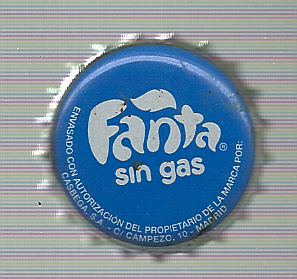 Fanta®
sin gas
ENVASADO CON AUTORIZACION DEL PROPIETARIO DE LA MARCA POR:
CASBEGA, S.A. - C/ CAMPEZO, 10 - MADRID